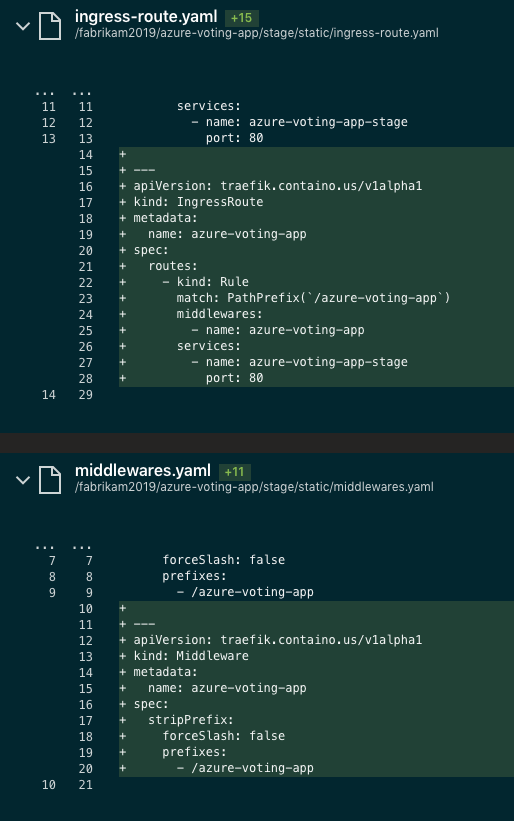 ingress-route.yaml +15
/fabrikam2019/azure-voting-app/stage/static/ingress-route.yaml
... ...
11 11 services:
12 12 - name: azure-voting-app-stage
13 13 port: 80
14 +
15 + ---
16 + apiVersion: traefik.containo.us/v1alpha1
17 + kind: IngressRoute
18 + metadata:
19 + name: azure-voting-app
20 + spec:
21 + routes:
22 + - kind: Rule
23 + match: PathPrefix(`/azure-voting-app`)
24 + middlewares:
25 + - name: azure-voting-app
26 + services:
27 + - name: azure-voting-app-stage
28 + port: 80
14 29
middlewares.yaml +11
/fabrikam2019/azure-voting-app/stage/static/middlewares.yaml
... ...
7 7 forceSlash: false
8 8 prefixes:
9 9 - /azure-voting-app
10 +
11 + ---
12 + apiVersion: traefik.containo.us/v1alpha1
13 + kind: Middleware
14 + metadata:
15 + name: azure-voting-app
16 + spec:
17 + stripPrefix:
18 + forceSlash: false
19 + prefixes:
20 + - /azure-voting-app
10 21